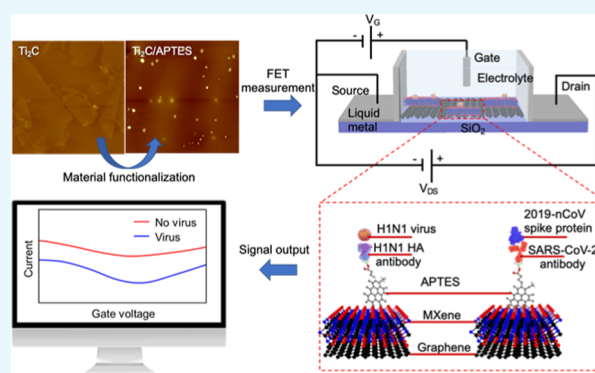 Ti₂C
Ti₂C/APTES
Material functionalization
FET
measurement
V_G
- +
Gate
Electrolyte
Source
Drain
Liquid
metal
SiO₂
- +
V_DS
H1N1 virus
H1N1 HA
antibody
2019-nCoV
spike protein
SARS-CoV-2
antibody
APTES
MXene
Graphene
Signal output
No virus
Virus
Current
Gate voltage